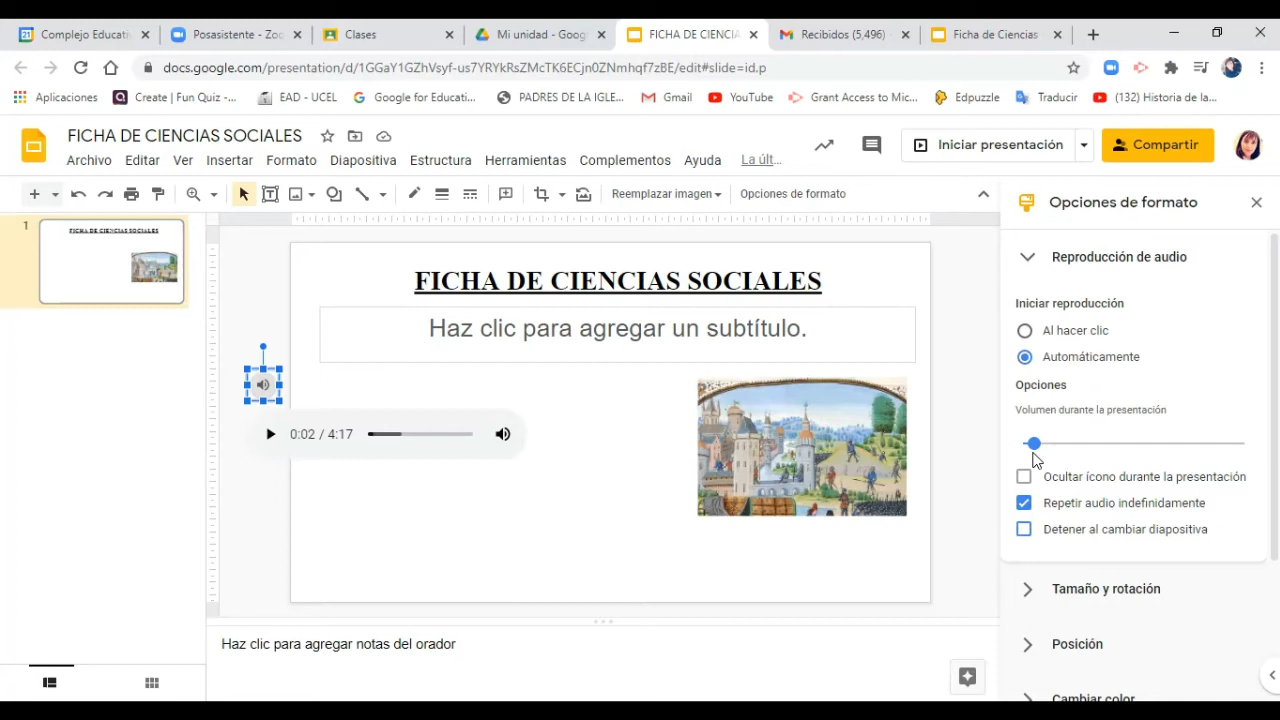 Complejo Educati
Posasistente - Zoo
Clases
Mi unidad - Goog
FICHA DE CIENCIA
Recibidos (5,496)
Ficha de Ciencias
docs.google.com/presentation/d/1GGaY1GZhVsyf-us7YRYkRsZMcTK6ECjn0ZNmhqf7zBE/edit#slide=id.p
Aplicaciones
Create | Fun Quiz -...
EAD - UCEL
Google for Educati...
PADRES DE LA IGLE...
Gmail
YouTube
Grant Access to Mic...
Edpuzzle
Traducir
(132) Historia de la...
FICHA DE CIENCIAS SOCIALES
Archivo Editar Ver Insertar Formato Diapositiva Estructura Herramientas Complementos Ayuda La últ...
Iniciar presentación
Compartir
Reemplazar imagen
Opciones de formato
1
FICHA DE CIENCIAS SOCIALES
FICHA DE CIENCIAS SOCIALES
Haz clic para agregar un subtítulo.
0:02 / 4:17
Haz clic para agregar notas del orador
Opciones de formato
Reproducción de audio
Iniciar reproducción
Al hacer clic
Automáticamente
Opciones
Volumen durante la presentación
Ocultar ícono durante la presentación
Repetir audio indefinidamente
Detener al cambiar diapositiva
Tamaño y rotación
Posición
Cambiar color